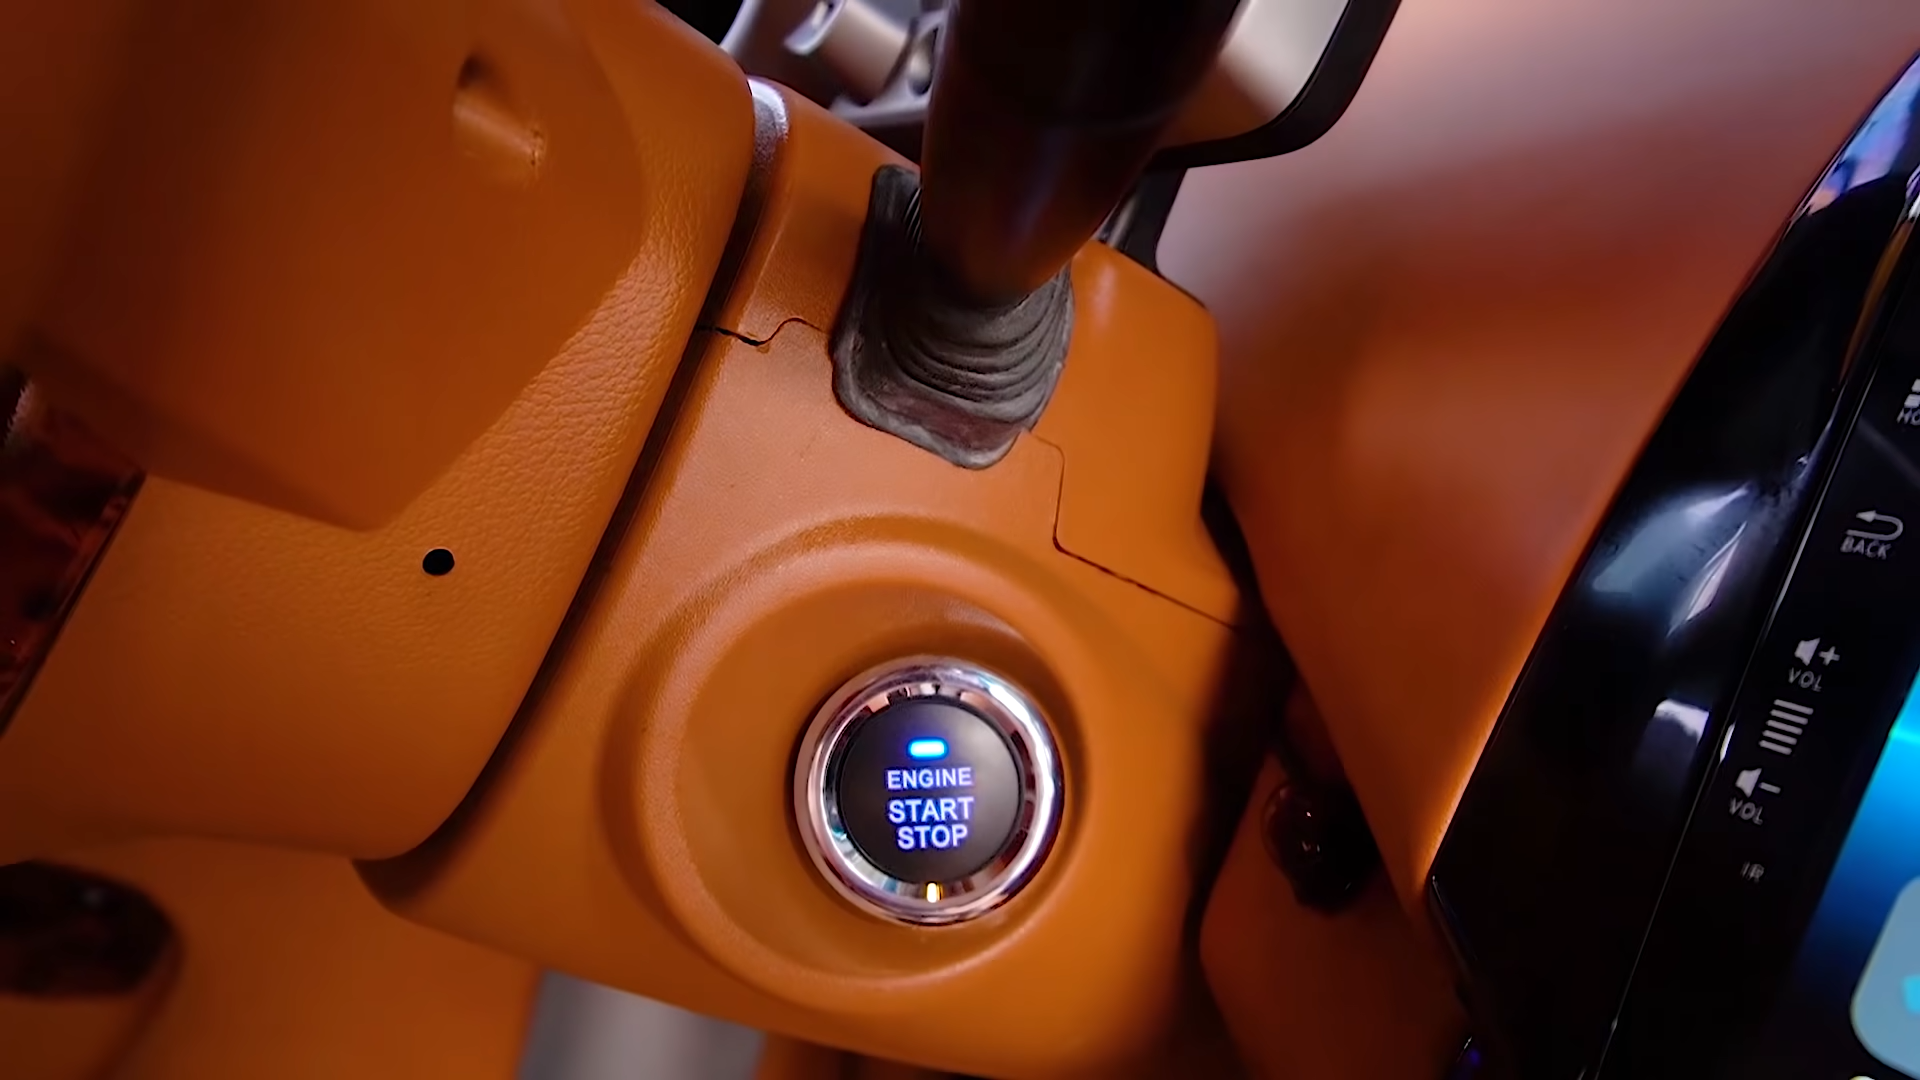 ENGINE
START
STOP
BACK
VOL
VOL
IR